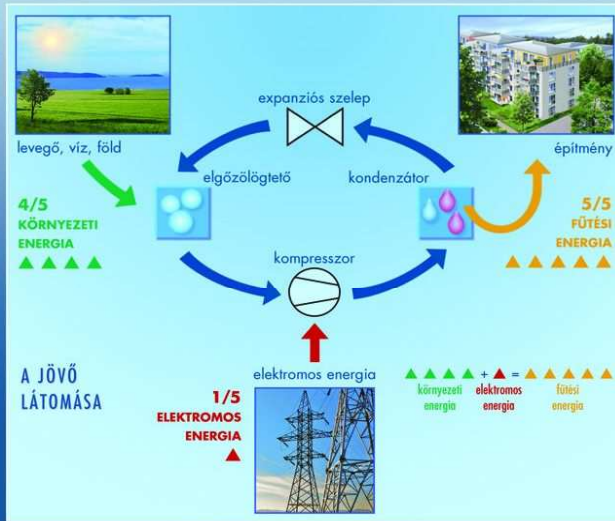 expanziós szelep
levegő, víz, föld
építmény
elgőzölögtető
kondenzátor
4/5
KÖRNYEZETI
ENERGIA
5/5
FŰTÉSI
ENERGIA
kompresszor
A JÖVŐ
LÁTOMÁSA
elektromos energia
1/5
ELEKTROMOS
ENERGIA
+ =
környezeti energia
elektromos energia
fűtési energia